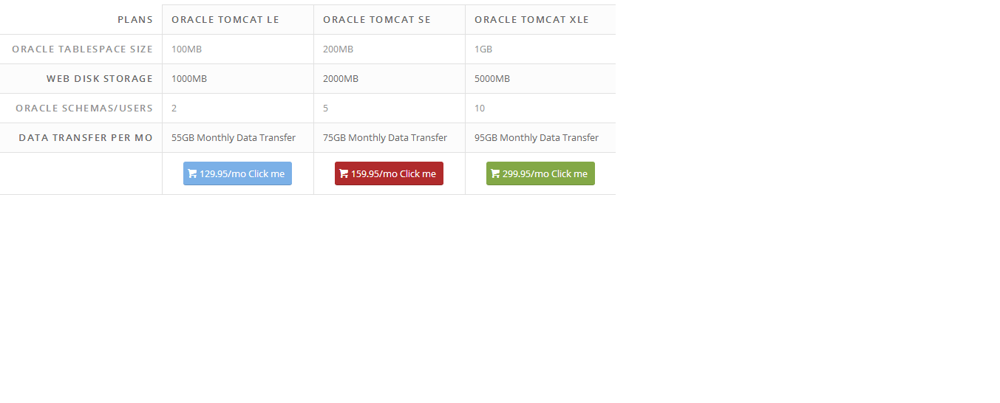 PLANS ORACLE TOMCAT LE ORACLE TOMCAT SE ORACLE TOMCAT XLE
ORACLE TABLESPACE SIZE 100MB 200MB 1GB
WEB DISK STORAGE 1000MB 2000MB 5000MB
ORACLE SCHEMAS/USERS 2 5 10
DATA TRANSFER PER MO 55GB Monthly Data Transfer 75GB Monthly Data Transfer 95GB Monthly Data Transfer
129.95/mo Click me 159.95/mo Click me 299.95/mo Click me